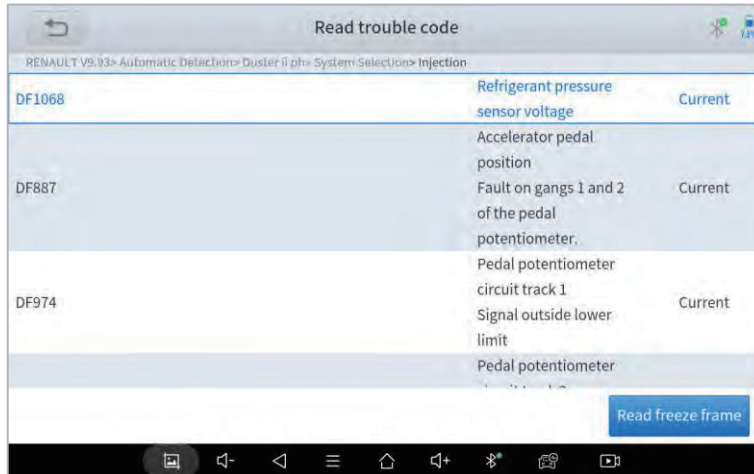 Read trouble code
RENAULT V9.93> Automatic Detection> Duster ii ph> System Selection> Injection
DF1068
Refrigerant pressure
sensor voltage
Current
DF887
Accelerator pedal
position
Fault on gangs 1 and 2
of the pedal
potentiometer.
Current
DF974
Pedal potentiometer
circuit track 1
Signal outside lower
limit
Current
Pedal potentiometer
Read freeze frame